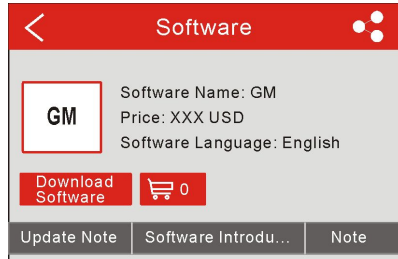 Software
GM
Software Name: GM
Price: XXX USD
Software Language: English
Download
Software
0
Update Note
Software Introdu...
Note